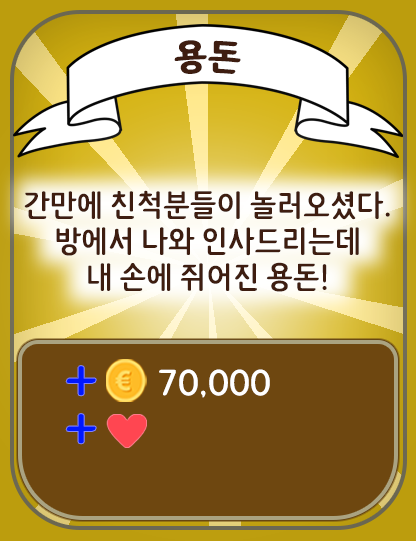 용돈
간만에 친척분들이 놀러오셨다.
방에서 나와 인사드리는데
내 손에 쥐어진 용돈!
+ € 70,000
+